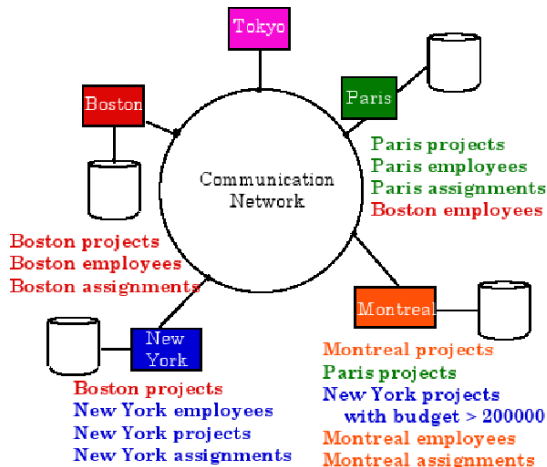 Tokyo
Boston
Paris
Paris projects
Paris employees
Paris assignments
Boston employees
Communication
Network
Boston projects
Boston employees
Boston assignments
Montreal
New
York
Montreal projects
Paris projects
New York projects
with budget > 200000
Montreal employees
Montreal assignments
Boston projects
New York employees
New York projects
New York assignments